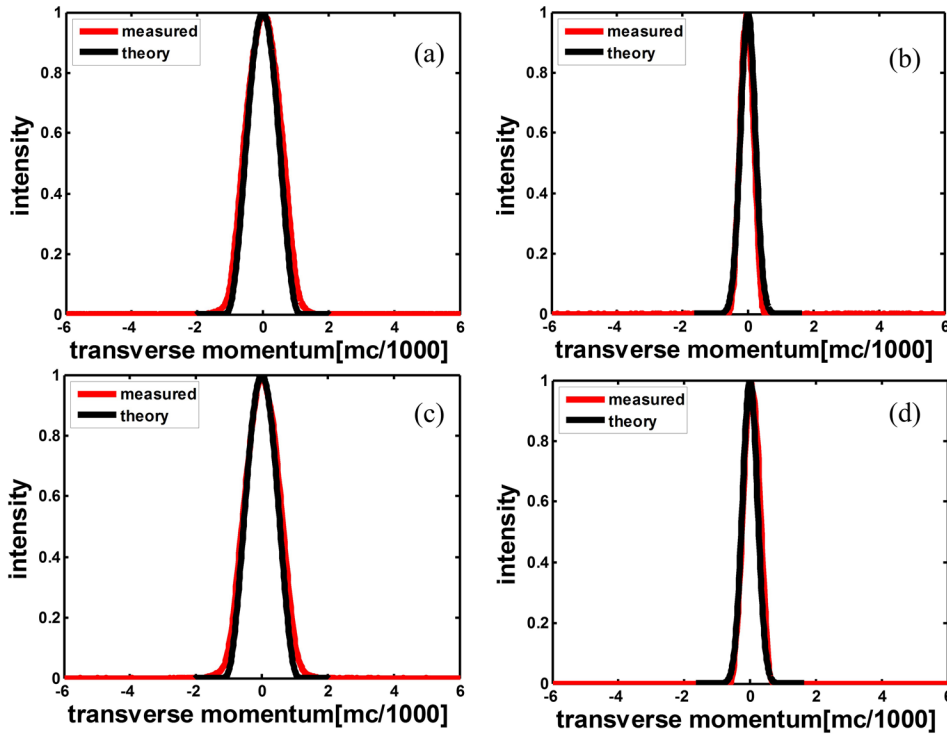 measured
theory
(a)
intensity
1
0.8
0.6
0.4
0.2
0
-6 -4 -2 0 2 4 6
transverse momentum[mc/1000]
measured
theory
(b)
intensity
1
0.8
0.6
0.4
0.2
0
-6 -4 -2 0 2 4 6
transverse momentum[mc/1000]
measured
theory
(c)
intensity
1
0.8
0.6
0.4
0.2
0
-6 -4 -2 0 2 4 6
transverse momentum[mc/1000]
measured
theory
(d)
intensity
1
0.8
0.6
0.4
0.2
0
-6 -4 -2 0 2 4 6
transverse momentum[mc/1000]